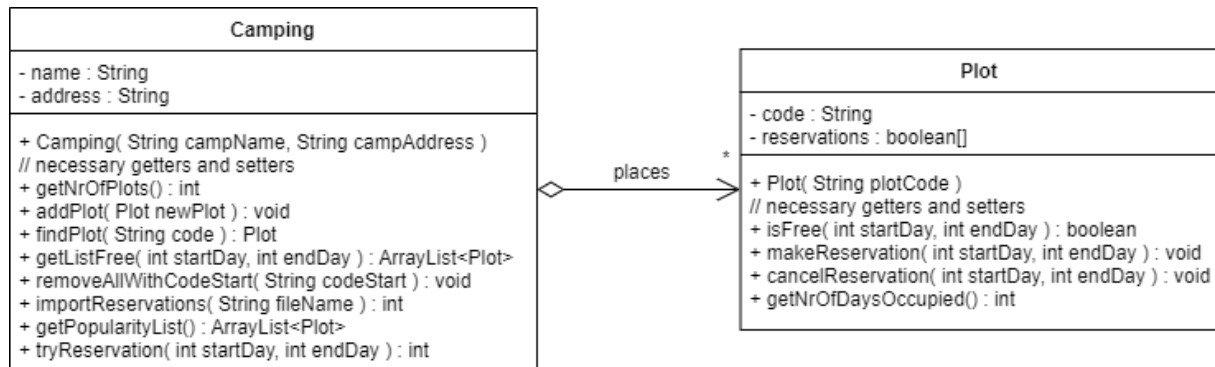 Camping
- name : String
- address : String
+ Camping( String campName, String campAddress )
// necessary getters and setters
+ getNrOfPlots() : int
+ addPlot( Plot newPlot ) : void
+ findPlot( String code ) : Plot
+ getListFree( int startDay, int endDay ) : ArrayList<Plot>
+ removeAllWithCodeStart( String codeStart ) : void
+ importReservations( String fileName ) : int
+ getPopularityList() : ArrayList<Plot>
+ tryReservation( int startDay, int endDay ) : int
places
*
Plot
- code : String
- reservations : boolean[]
+ Plot( String plotCode )
// necessary getters and setters
+ isFree( int startDay, int endDay ) : boolean
+ makeReservation( int startDay, int endDay ) : void
+ cancelReservation( int startDay, int endDay ) : void
+ getNrOfDaysOccupied() : int